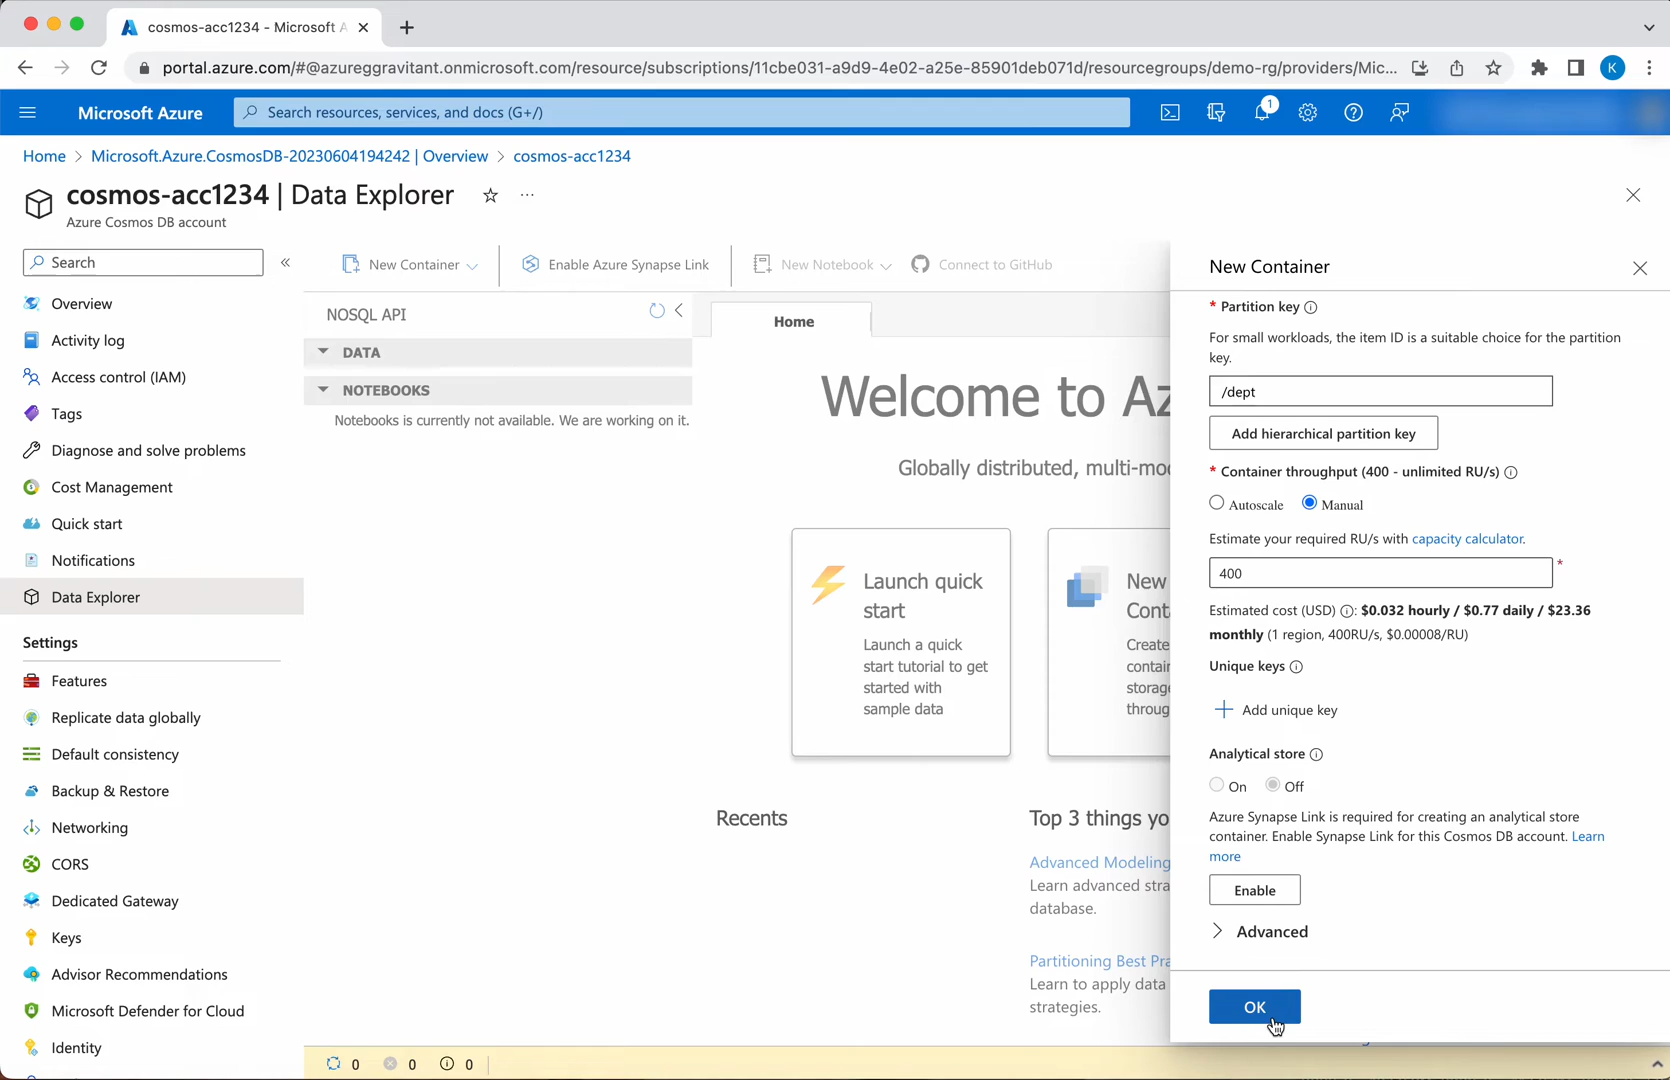 cosmos-acc1234 - Microsoft A
portal.azure.com/#@azureggravitant.onmicrosoft.com/resource/subscriptions/11cbe031-a9d9-4e02-a25e-85901deb071d/resourcegroups/demo-rg/providers/Mic...
K
Microsoft Azure
Search resources, services, and docs (G+/)
1
Home > Microsoft.Azure.CosmosDB-20230604194242 | Overview > cosmos-acc1234
cosmos-acc1234 | Data Explorer
Azure Cosmos DB account
Search
Overview
Activity log
Access control (IAM)
Tags
Diagnose and solve problems
Cost Management
Quick start
Notifications
Data Explorer
Settings
Features
Replicate data globally
Default consistency
Backup & Restore
Networking
CORS
Dedicated Gateway
Keys
Advisor Recommendations
Microsoft Defender for Cloud
Identity
New Container
Enable Azure Synapse Link
New Notebook
Connect to GitHub
NOSQL API
DATA
NOTEBOOKS
Notebooks is currently not available. We are working on it.
Home
Welcome to Az
Globally distributed, multi-mod
Launch quick
start
Launch a quick
start tutorial to get
started with
sample data
New
Conta
Create
contain
storage
throug
Recents
Top 3 things yo
Advanced Modeling
Learn advanced stra
database.
Partitioning Best Pra
Learn to apply data
strategies.
0 0 0
New Container
* Partition key
For small workloads, the item ID is a suitable choice for the partition
key.
/dept
Add hierarchical partition key
* Container throughput (400 - unlimited RU/s)
Autoscale Manual
Estimate your required RU/s with capacity calculator.
400 *
Estimated cost (USD) : $0.032 hourly / $0.77 daily / $23.36
monthly (1 region, 400RU/s, $0.00008/RU)
Unique keys
Add unique key
Analytical store
On Off
Azure Synapse Link is required for creating an analytical store
container. Enable Synapse Link for this Cosmos DB account. Learn
more
Enable
Advanced
OK